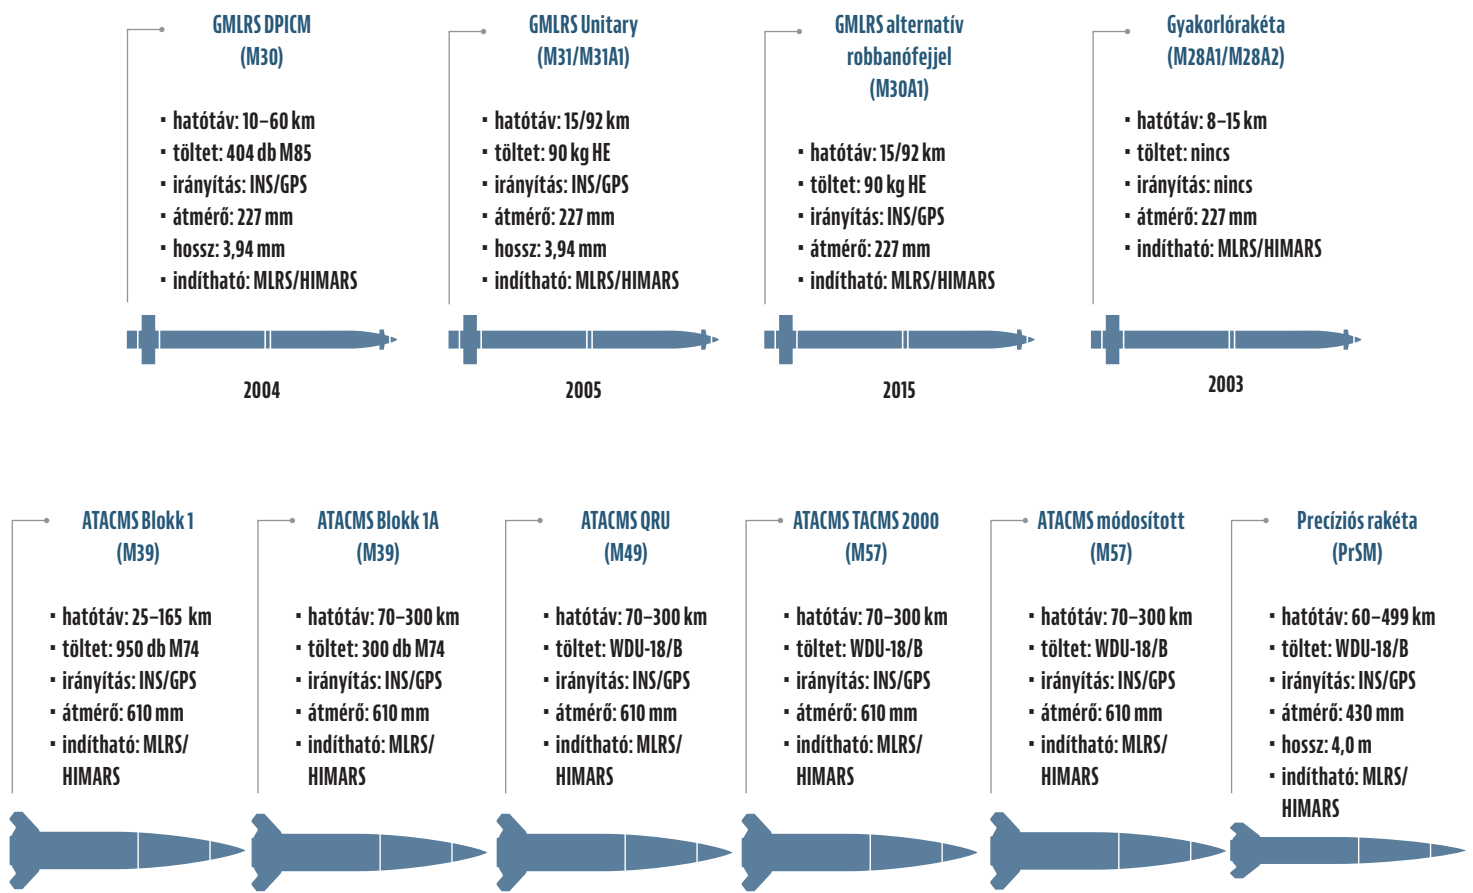 GMLRS DPICM
(M30)
▪ hatótáv: 10–60 km
▪ töltet: 404 db M85
▪ irányítás: INS/GPS
▪ átmérő: 227 mm
▪ hossz: 3,94 mm
▪ indítható: MLRS/HIMARS
2004
GMLRS Unitary
(M31/M31A1)
▪ hatótáv: 15/92 km
▪ töltet: 90 kg HE
▪ irányítás: INS/GPS
▪ átmérő: 227 mm
▪ hossz: 3,94 mm
▪ indítható: MLRS/HIMARS
2005
GMLRS alternatív
robbanófejjel
(M30A1)
▪ hatótáv: 15/92 km
▪ töltet: 90 kg HE
▪ irányítás: INS/GPS
▪ átmérő: 227 mm
▪ indítható: MLRS/HIMARS
2015
Gyakorlórakéta
(M28A1/M28A2)
▪ hatótáv: 8–15 km
▪ töltet: nincs
▪ irányítás: nincs
▪ átmérő: 227 mm
▪ indítható: MLRS/HIMARS
2003
ATACMS Blokk 1
(M39)
▪ hatótáv: 25–165 km
▪ töltet: 950 db M74
▪ irányítás: INS/GPS
▪ átmérő: 610 mm
▪ indítható: MLRS/
HIMARS
ATACMS Blokk 1A
(M39)
▪ hatótáv: 70–300 km
▪ töltet: 300 db M74
▪ irányítás: INS/GPS
▪ átmérő: 610 mm
▪ indítható: MLRS/
HIMARS
ATACMS QRU
(M49)
▪ hatótáv: 70–300 km
▪ töltet: WDU-18/B
▪ irányítás: INS/GPS
▪ átmérő: 610 mm
▪ indítható: MLRS/
HIMARS
ATACMS TACMS 2000
(M57)
▪ hatótáv: 70–300 km
▪ töltet: WDU-18/B
▪ irányítás: INS/GPS
▪ átmérő: 610 mm
▪ indítható: MLRS/
HIMARS
ATACMS módosított
(M57)
▪ hatótáv: 70–300 km
▪ töltet: WDU-18/B
▪ irányítás: INS/GPS
▪ átmérő: 610 mm
▪ indítható: MLRS/
HIMARS
Precíziós rakéta
(PrSM)
▪ hatótáv: 60–499 km
▪ töltet: WDU-18/B
▪ irányítás: INS/GPS
▪ átmérő: 430 mm
▪ hossz: 4,0 m
▪ indítható: MLRS/
HIMARS